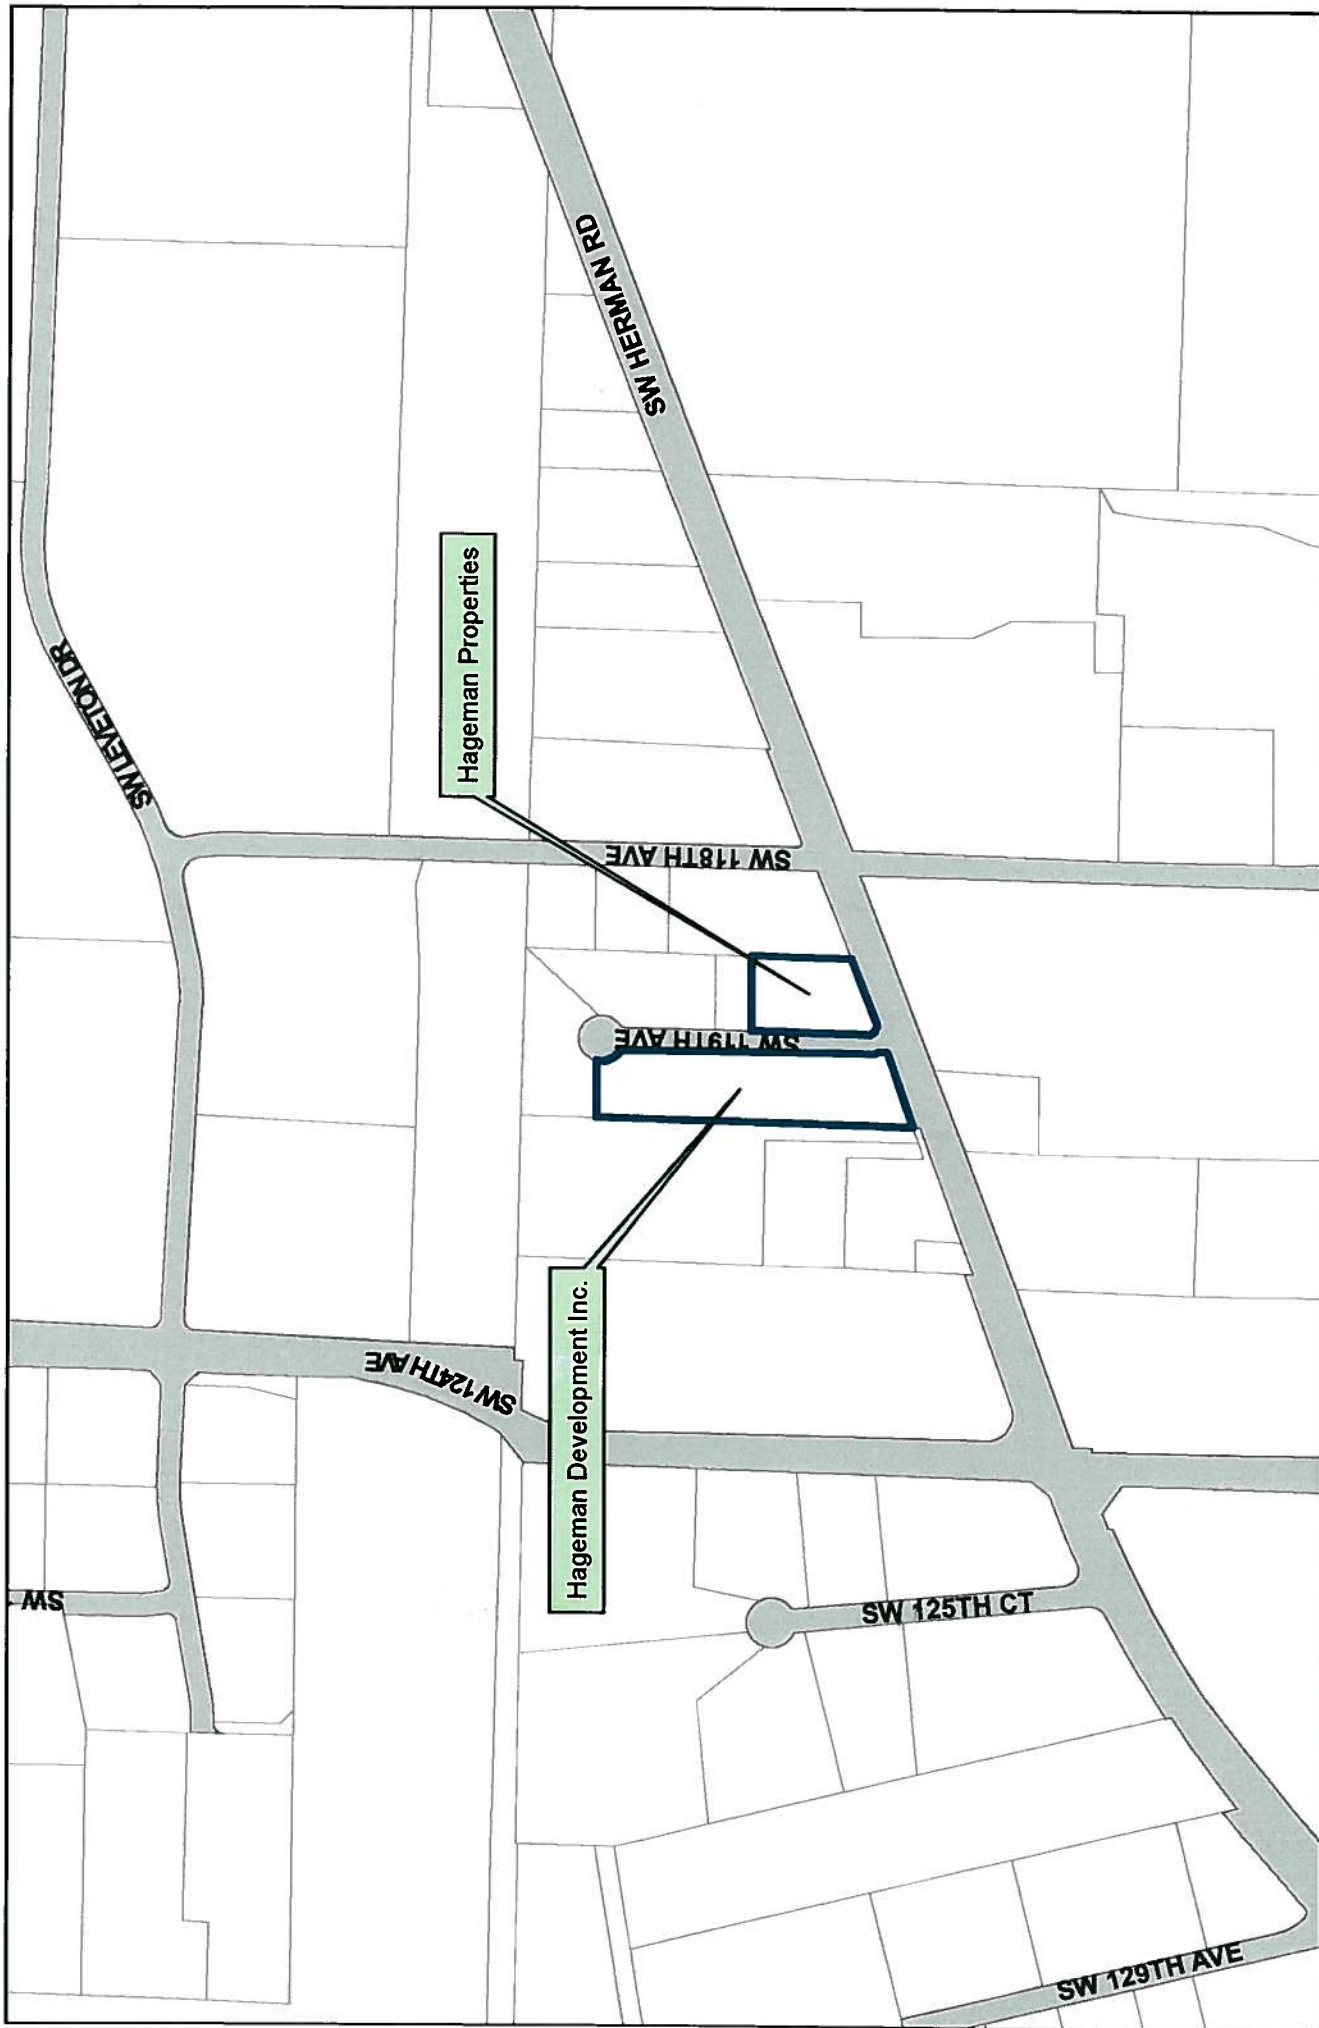 SW LEVETON DR
SW HERMAN RD
Hageman Properties
SW 118TH AVE
SW 119TH AVE
Hageman Development Inc.
SW 124TH AVE
SW 125TH CT
SW
SW 129TH AVE